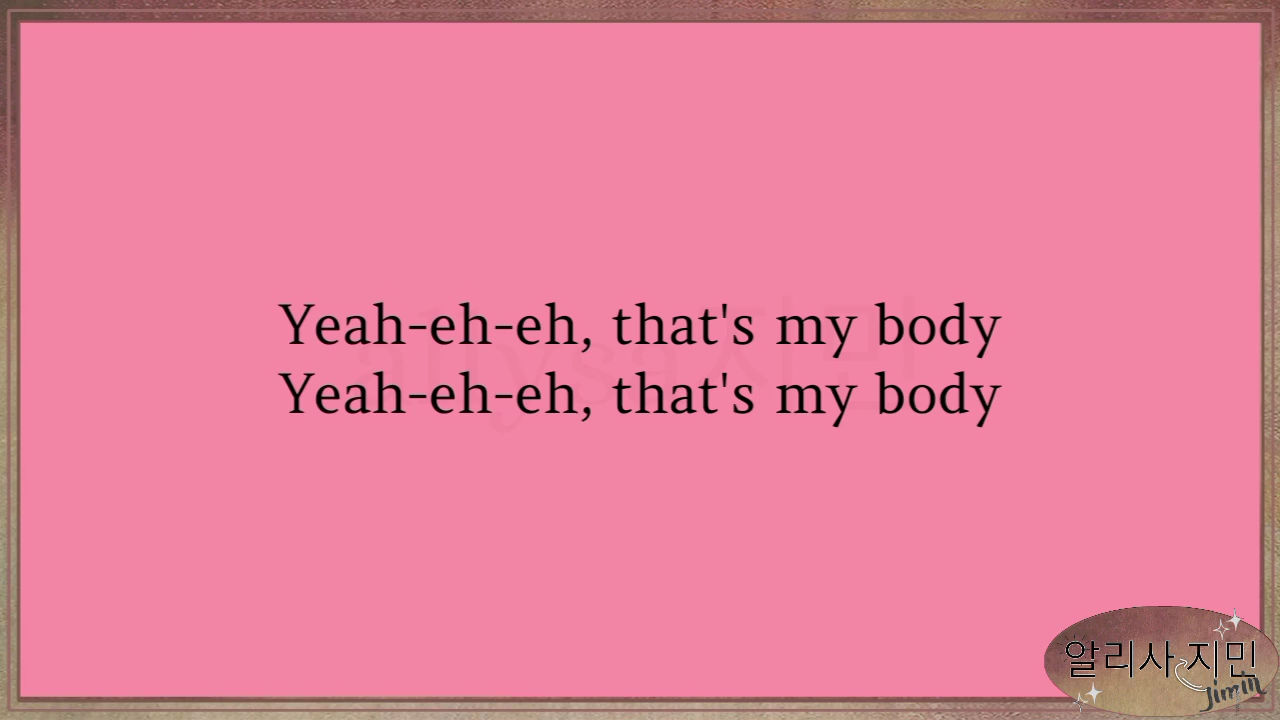 Yeah-eh-eh, that's my body
Yeah-eh-eh, that's my body
알리사 지민
Jimin